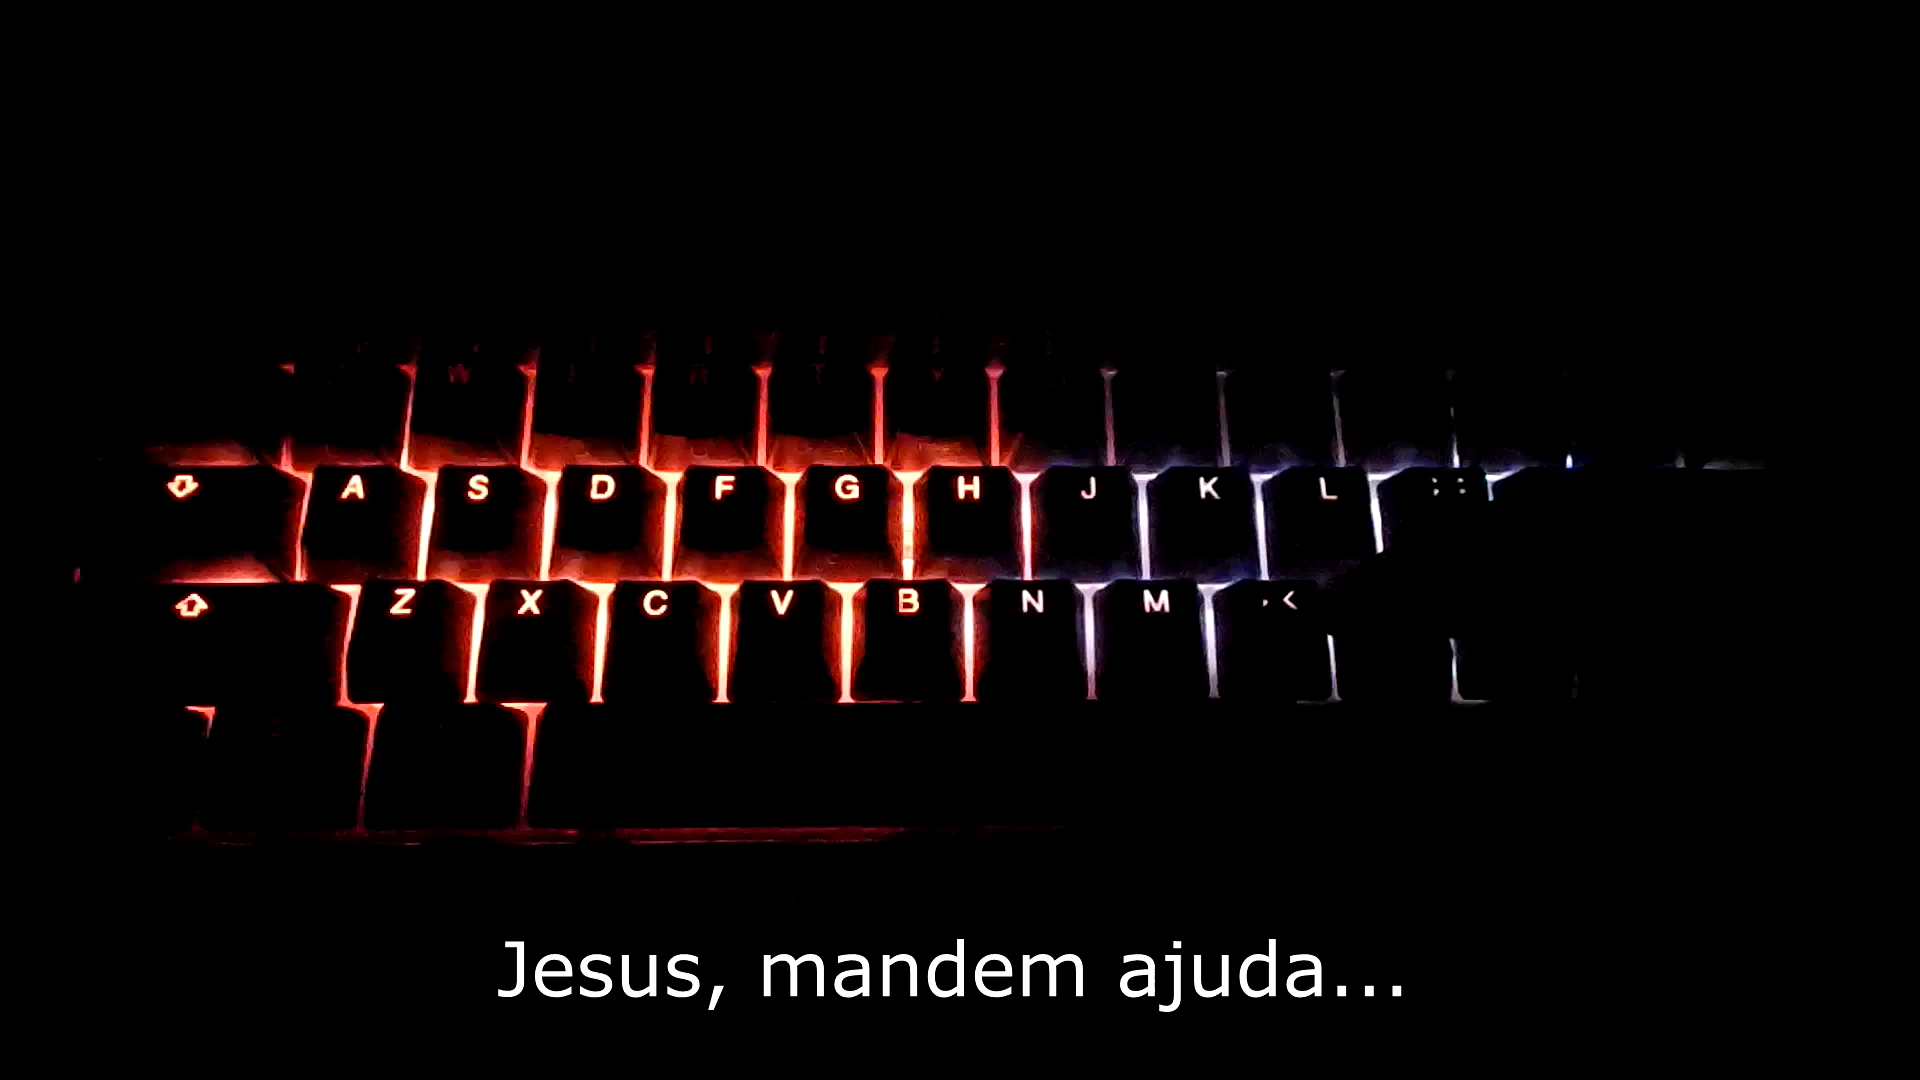 W R T Y
A S D F G H J K L ; :
Z X C V B N M , <
Jesus, mandem ajuda...